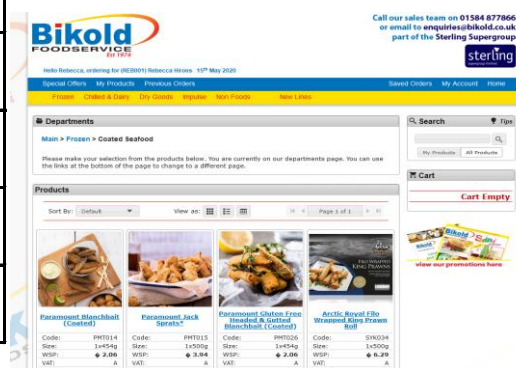 Bikold
FOODSERVICE
Est 1974
Call our sales team on 01584 877866
or email to enquiries@bikold.co.uk
part of the Sterling Supergroup
sterling
Hello Rebecca, ordering for (REB001) Rebecca Hirons 15th May 2020
Special Offers My Products Previous Orders Saved Orders My Account Home
Frozen Chilled & Dairy Dry Goods Impulse Non Foods New Lines
Departments
Main > Frozen > Coated Seafood
Please make your selection from the products below. You are currently on our departments page. You can
use the links at the bottom of the page to change to a different page.
Search Tips
My Products All Products
Cart
Cart Empty
Bikold
view our promotions here
Products
Sort By: Default View as: Page 1 of 1
FILO WRAPPED
KING PRAWNS
Paramount Blanchbait
(Coated)
Code: PMT014
Size: 1x454g
WSP: � 2.06
VAT: A
Paramount Jack
Sprats*
Code: PMT015
Size: 1x500g
WSP: � 3.94
VAT: A
Paramount Gluten Free
Headed & Gutted
Blanchbait (Coated)
Code: PMT026
Size: 1x454g
WSP: � 2.06
VAT: A
Arctic Royal Filo
Wrapped King Prawn
Roll
Code: SYK034
Size: 1x500g
WSP: � 6.29
VAT: A